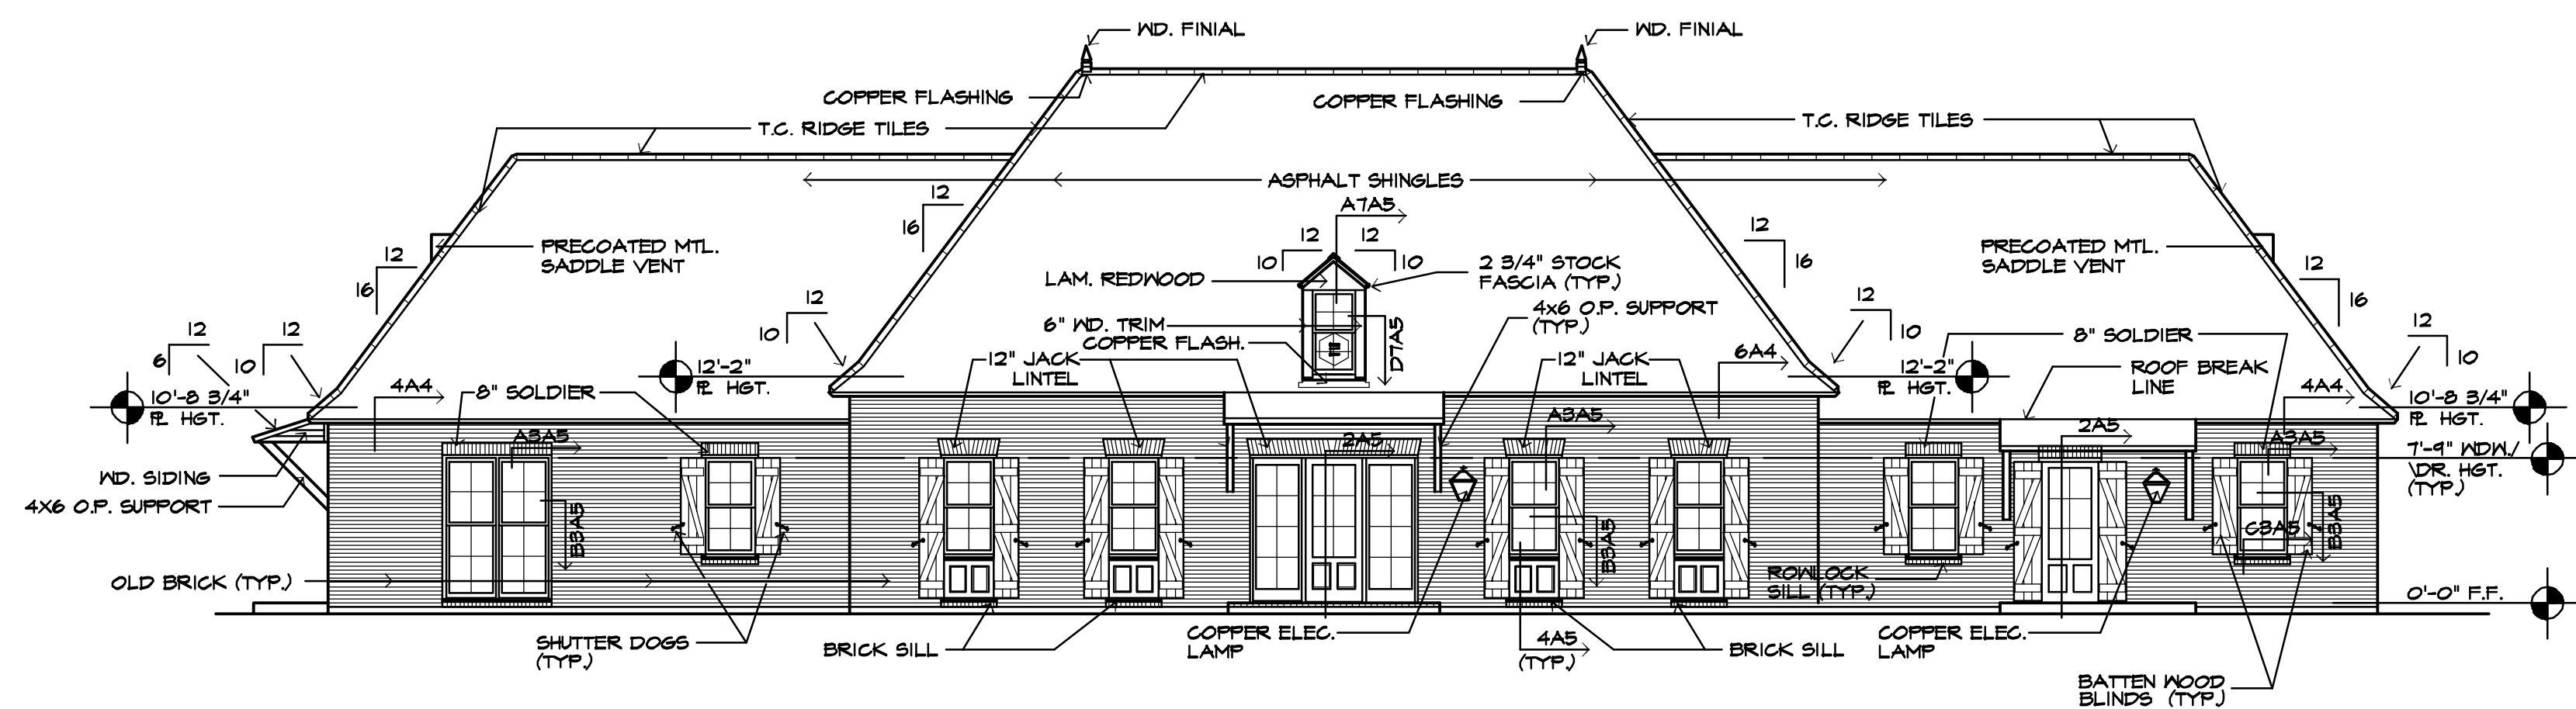 WD. FINIAL
WD. FINIAL
COPPER FLASHING
COPPER FLASHING
T.C. RIDGE TILES
T.C. RIDGE TILES
ASPHALT SHINGLES
12
16
A7A5
12
16
PRECOATED MTL.
SADDLE VENT
12
16
12
10
12
10
LAM. REDWOOD
2 3/4" STOCK
FASCIA (TYP.)
PRECOATED MTL.
SADDLE VENT
12
16
12
6
12
10
12
10
6" WD. TRIM
COPPER FLASH.
D7A5
4x6 O.P. SUPPORT
(TYP.)
12
10
8" SOLDIER
12
10
10'-8 3/4"
PL HGT.
4A4
8" SOLDIER
12'-2"
PL HGT.
12" JACK
LINTEL
12" JACK
LINTEL
6A4
12'-2"
PL HGT.
ROOF BREAK
LINE
4A4
10'-8 3/4"
PL HGT.
A3A5
2A5
A3A5
2A5
A3A5
7'-9" WDW./
\DR. HGT.
(TYP.)
WD. SIDING
4X6 O.P. SUPPORT
B3A5
B3A5
C3A5
B3A5
OLD BRICK (TYP.)
ROWLOCK
SILL (TYP.)
0'-0" F.F.
SHUTTER DOGS
(TYP.)
BRICK SILL
COPPER ELEC.
LAMP
4A5
(TYP.)
BRICK SILL
COPPER ELEC.
LAMP
BATTEN WOOD
BLINDS (TYP.)